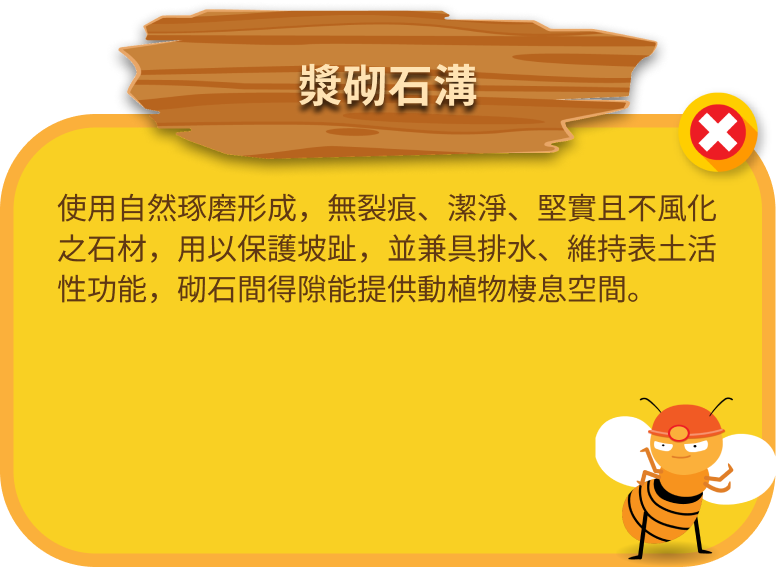 漿砌石溝
使用自然琢磨形成，無裂痕、潔淨、堅實且不風化
之石材，用以保護坡趾，並兼具排水、維持表土活
性功能，砌石間得隙能提供動植物棲息空間。